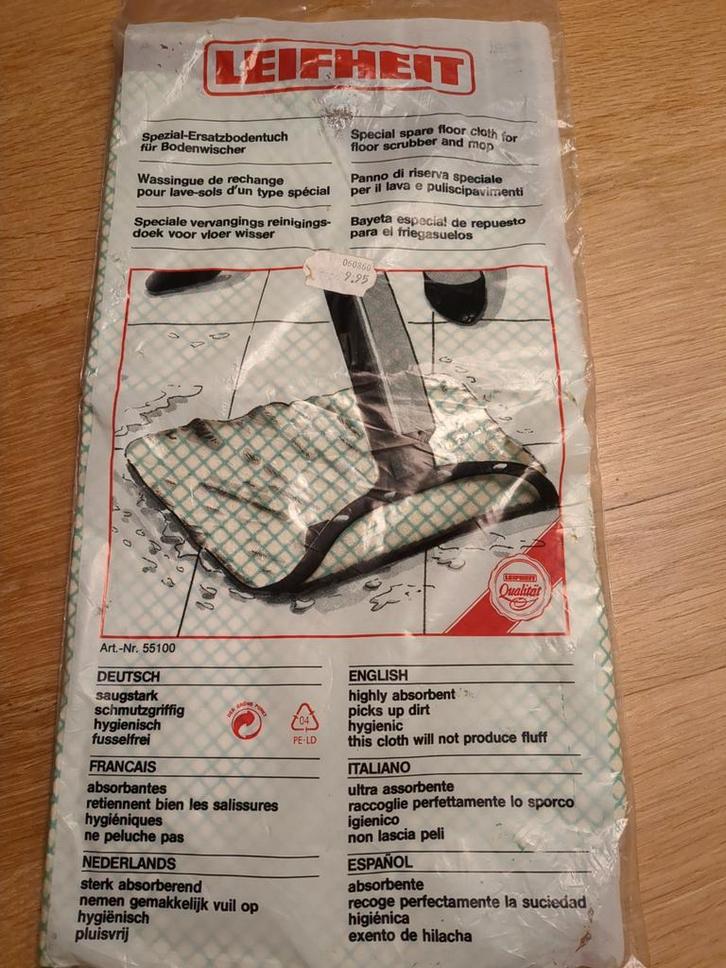 LEIFHEIT
Spezial-Ersatzbodentuch
für Bodenwischer
Special spare floor cloth for
floor scrubber and mop
Wassingue de rechange
pour lave-sols d'un type spécial
Panno di riserva speciale
per il lava e puliscipavimenti
Speciale vervangings reinigings-
doek voor vloer wisser
Bayeta especial de repuesto
para el friegasuelos
060860
9.95
LEIFHEIT
Qualität
Art.-Nr. 55100
DEUTSCH
saugstark
schmutzgriffig
hygienisch
fusselfrei
DER GRÜNE PUNKT
04
PE-LD
ENGLISH
highly absorbent
picks up dirt
hygienic
this cloth will not produce fluff
FRANCAIS
absorbantes
retiennent bien les salissures
hygiéniques
ne peluche pas
ITALIANO
ultra assorbente
raccoglie perfettamente lo sporco
igienico
non lascia peli
NEDERLANDS
sterk absorberend
nemen gemakkelijk vuil op
hygiënisch
pluisvrij
ESPAÑOL
absorbente
recoge perfectamente la suciedad
higiénica
exento de hilacha